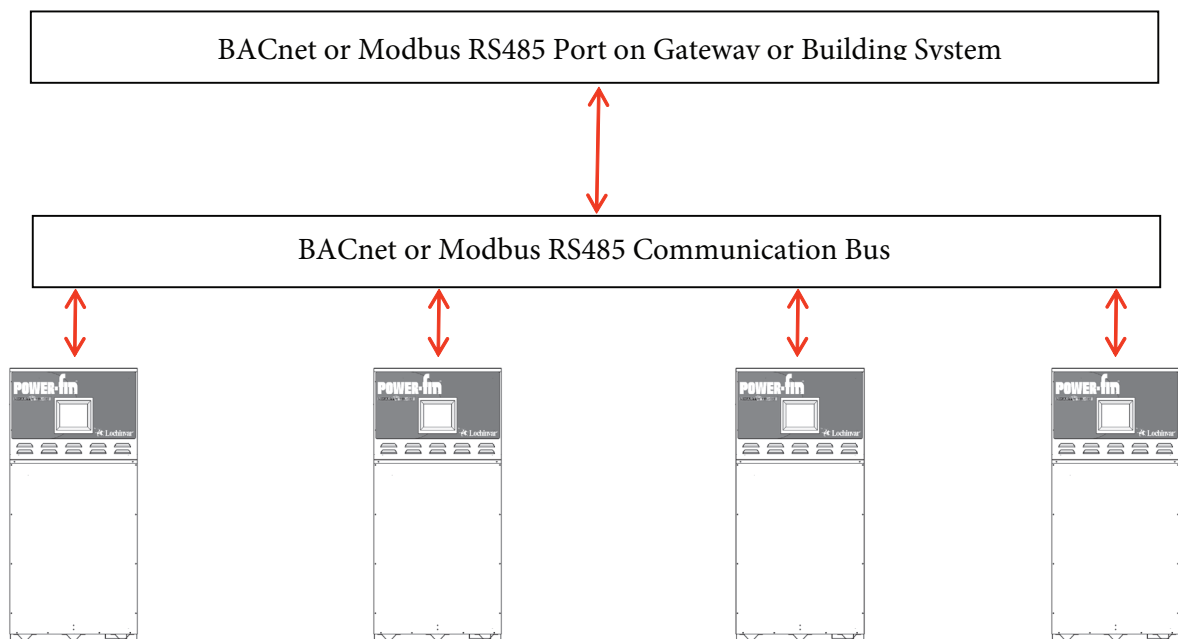 BACnet or Modbus RS485 Port on Gateway or Building System
BACnet or Modbus RS485 Communication Bus
POWER-fin
POWER-fin
POWER-fin
POWER-fin
Lochinvar
Lochinvar
Lochinvar
Lochinvar